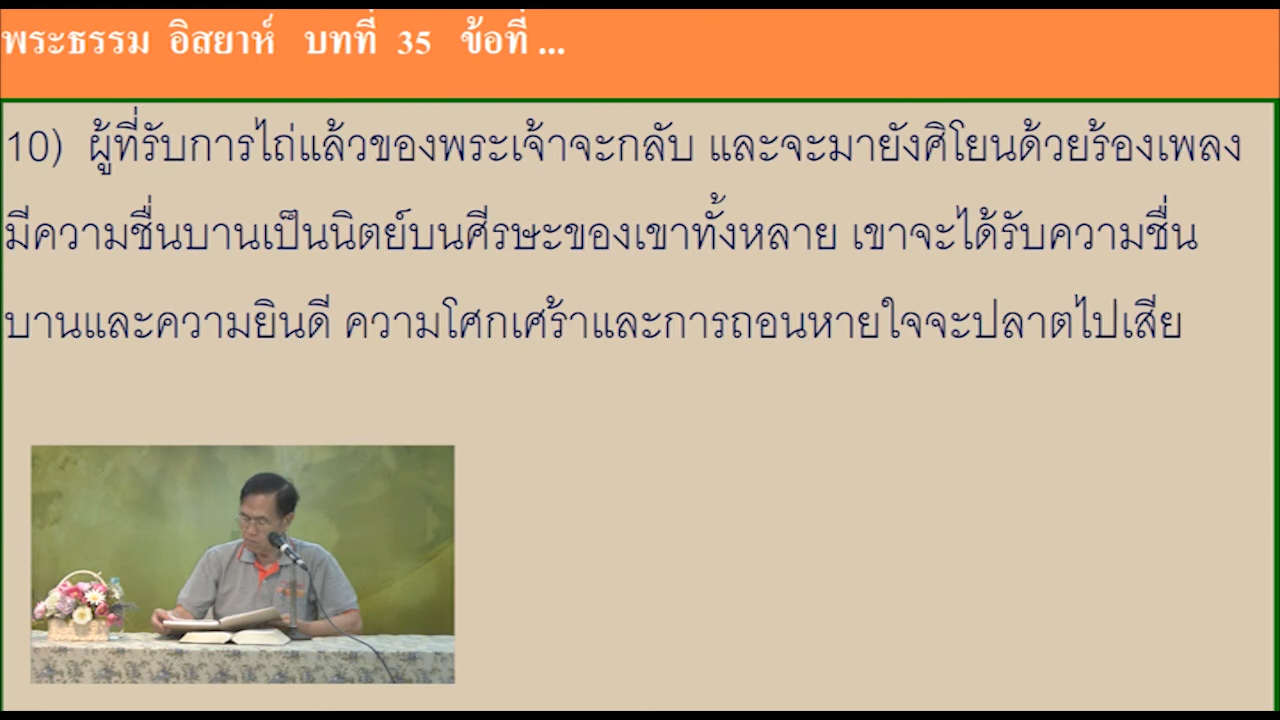 พระธรรม อิสยาห์ บทที่ 35 ข้อที่ ...
10) ผู้ที่รับการไถ่แล้วของพระเจ้าจะกลับ และจะมายังศิโยนด้วยร้องเพลง
มีความชื่นบานเป็นนิตย์บนศีรษะของเขาทั้งหลาย เขาจะได้รับความชื่น
บานและความยินดี ความโศกเศร้าและการถอนหายใจจะปลาตไปเสีย